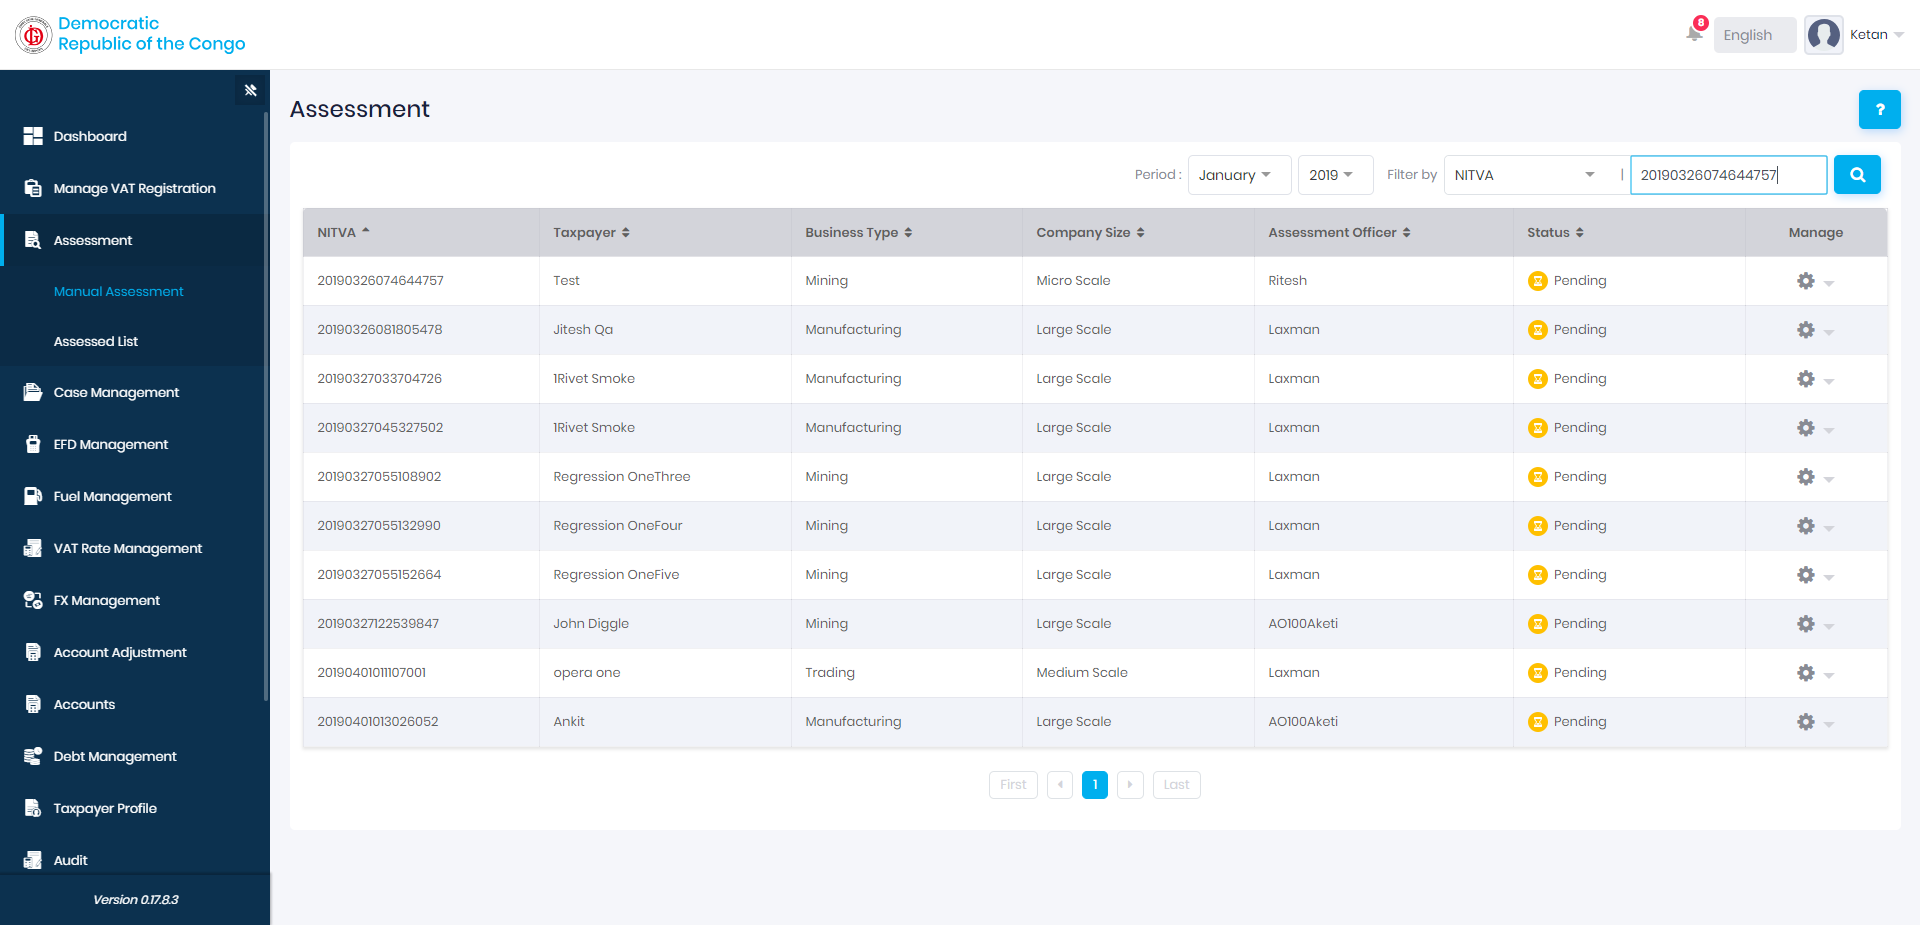 Democratic
Republic of the Congo
8
English
Ketan
Dashboard
Manage VAT Registration
Assessment
Manual Assessment
Assessed List
Case Management
EFD Management
Fuel Management
VAT Rate Management
FX Management
Account Adjustment
Accounts
Debt Management
Taxpayer Profile
Audit
Version 0.17.8.3
Assessment
?
Period : January 2019 Filter by NITVA | 20190326074644757
NITVA Taxpayer Business Type Company Size Assessment Officer Status Manage
20190326074644757 Test Mining Micro Scale Ritesh Pending
20190326081805478 Jitesh Qa Manufacturing Large Scale Laxman Pending
20190327033704726 1Rivet Smoke Manufacturing Large Scale Laxman Pending
20190327045327502 1Rivet Smoke Manufacturing Large Scale Laxman Pending
20190327055108902 Regression OneThree Mining Large Scale Laxman Pending
20190327055132990 Regression OneFour Mining Large Scale Laxman Pending
20190327055152664 Regression OneFive Mining Large Scale Laxman Pending
20190327122539847 John Diggle Mining Large Scale AO100Aketi Pending
20190401011107001 opera one Trading Medium Scale Laxman Pending
20190401013026052 Ankit Manufacturing Large Scale AO100Aketi Pending
First 1 Last